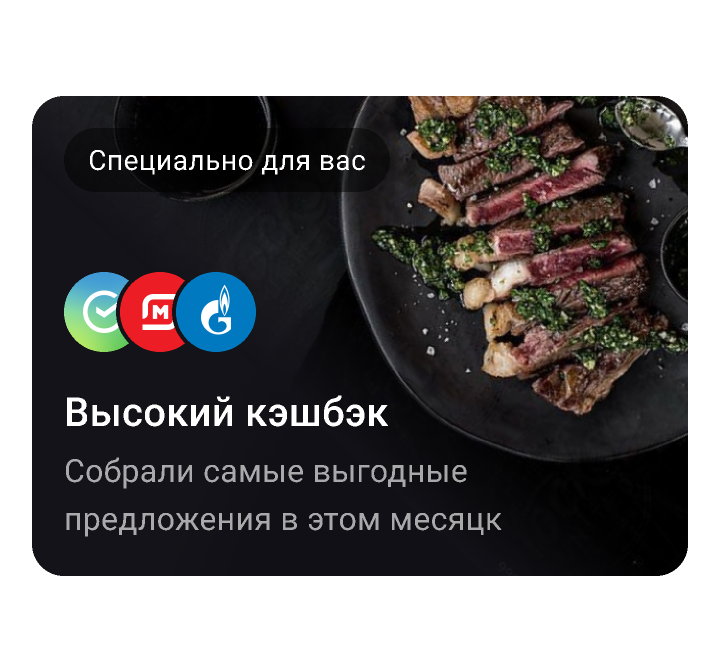 Специально для вас
М
Высокий кэшбэк
Собрали самые выгодные
предложения в этом месяцк